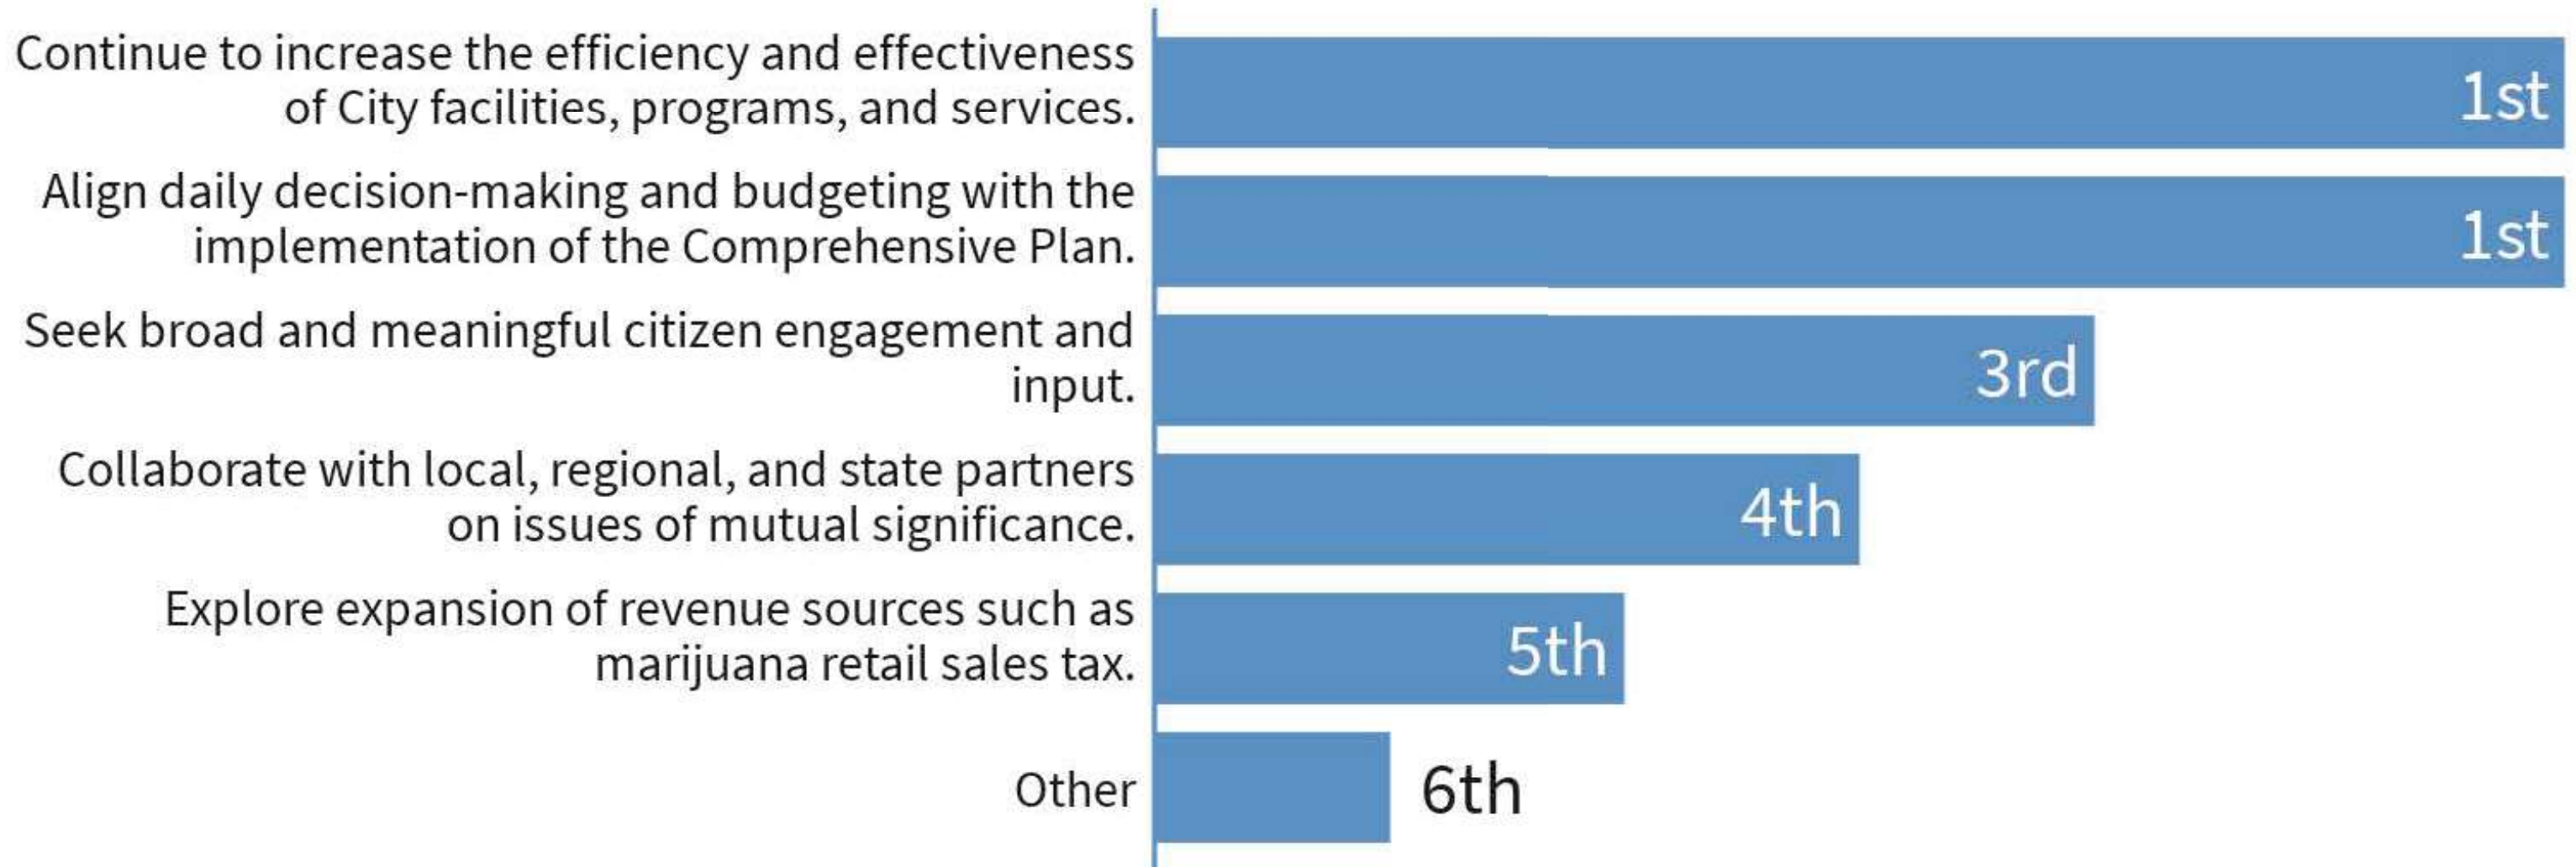 Continue to increase the efficiency and effectiveness
of City facilities, programs, and services.
1st
Align daily decision-making and budgeting with the
implementation of the Comprehensive Plan.
1st
Seek broad and meaningful citizen engagement and
input.
3rd
Collaborate with local, regional, and state partners
on issues of mutual significance.
4th
Explore expansion of revenue sources such as
marijuana retail sales tax.
5th
Other
6th